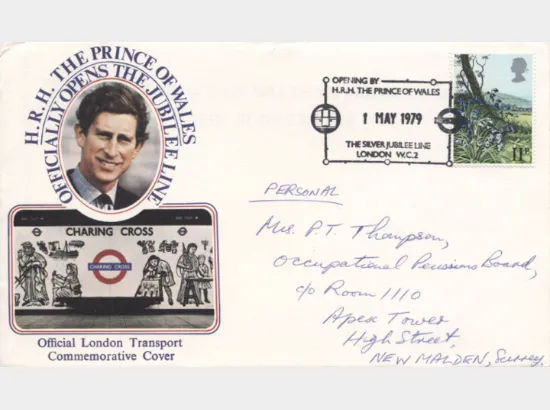 H.R.H. THE PRINCE OF WALES
OFFICIALLY OPENS THE JUBILEE LINE
CHARING CROSS
CHARING CROSS
Official London Transport
Commemorative Cover
OPENING BY
H.R.H. THE PRINCE OF WALES
1 MAY 1979
THE SILVER JUBILEE LINE
LONDON W.C.2
11P
PERSONAL
Mrs. P.T. Thompson,
Occupational Pensions Board,
c/o Room 1110
Apex Tower
High Street,
NEW MALDEN, Surrey.